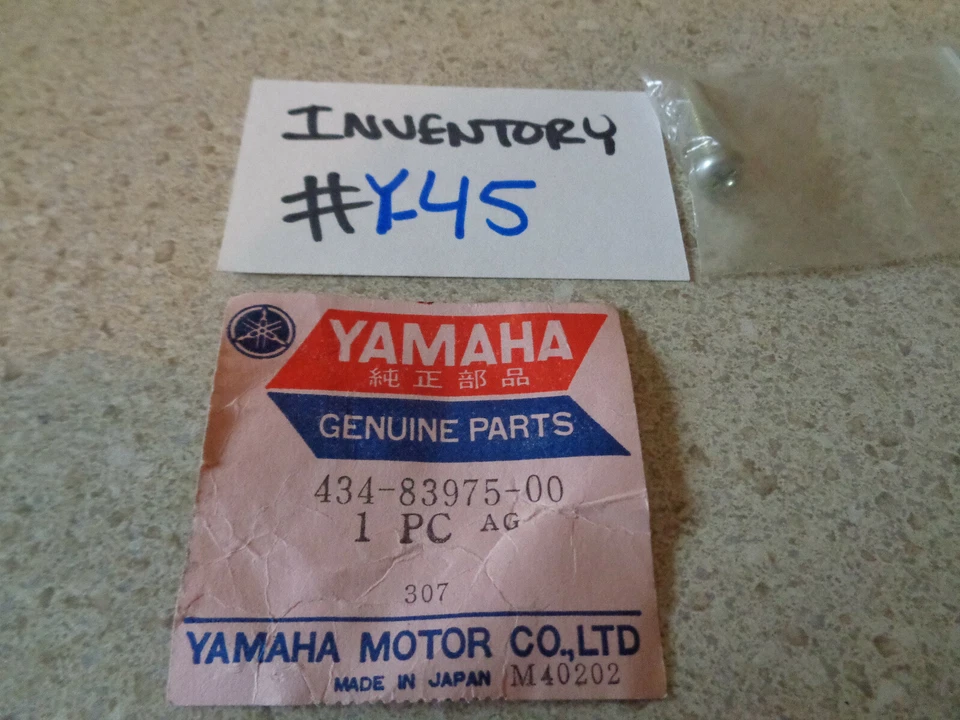 INVENTORY
#Y-45
YAMAHA
純正部品
GENUINE PARTS
434-83975-00
1 PC AG
307
YAMAHA MOTOR CO.,LTD
MADE IN JAPAN M40202